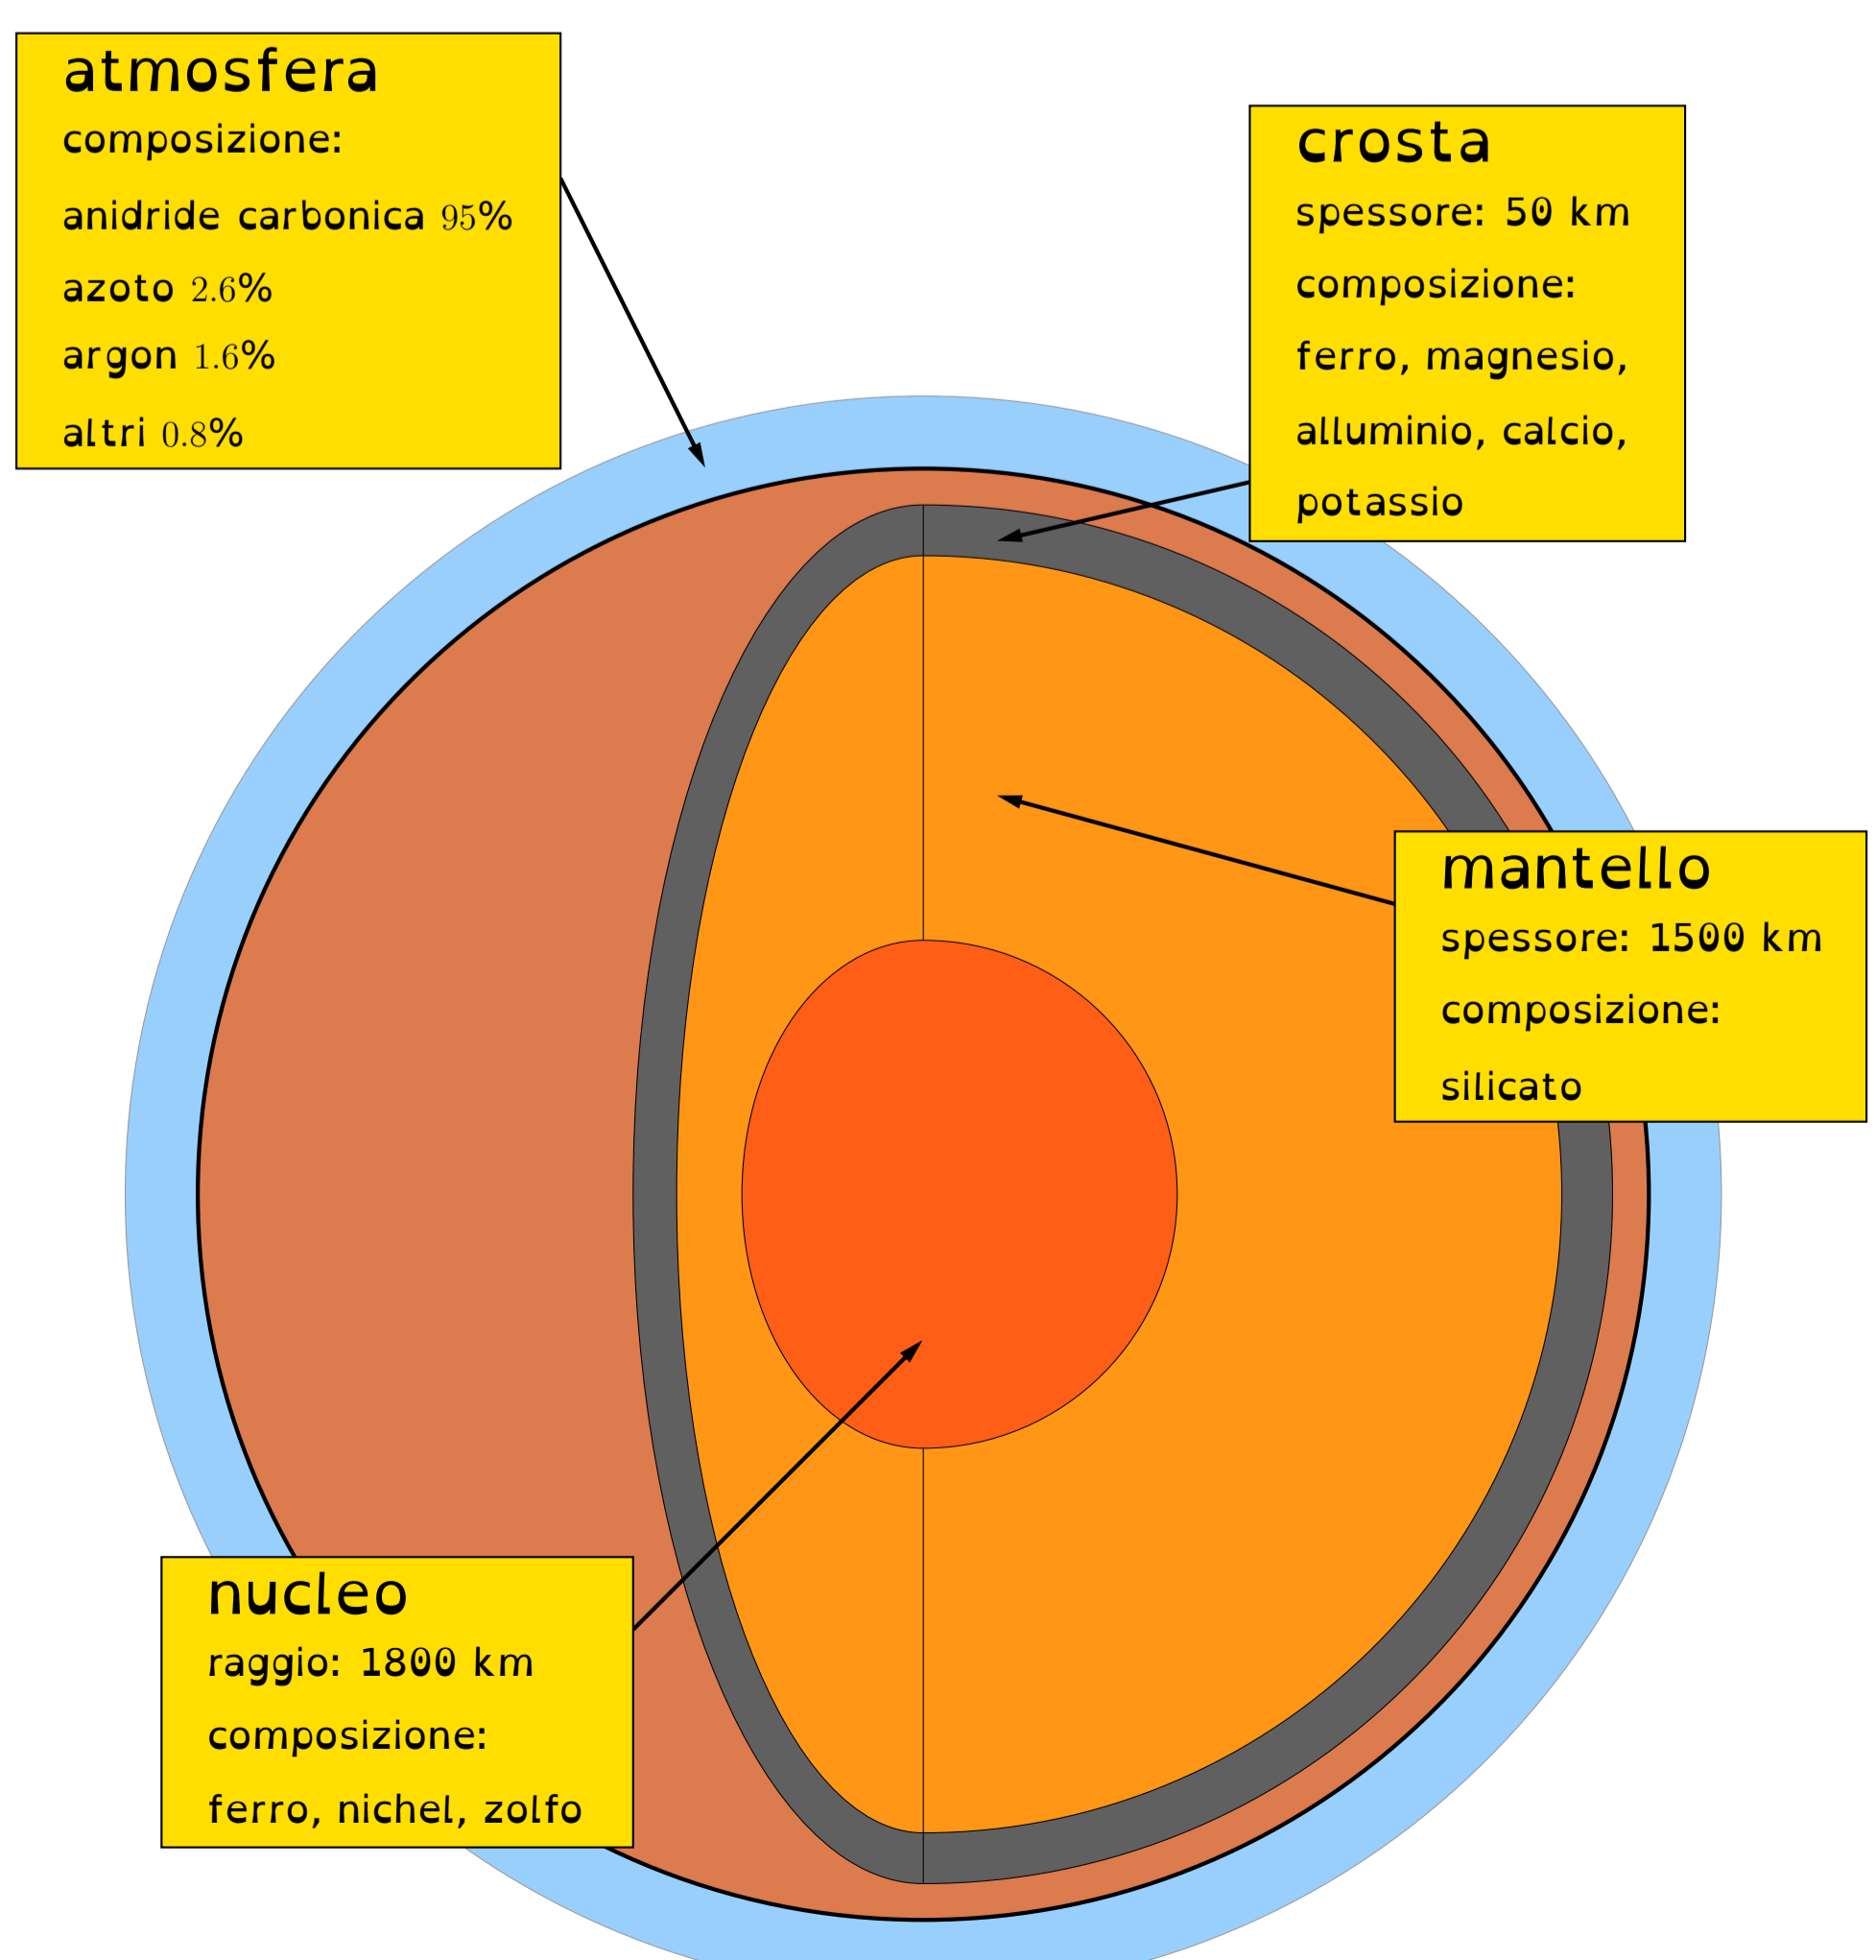 atmosfera
composizione:
anidride carbonica 95%
azoto 2.6%
argon 1.6%
altri 0.8%
crosta
spessore: 50 km
composizione:
ferro, magnesio,
alluminio, calcio,
potassio
mantello
spessore: 1500 km
composizione:
silicato
nucleo
raggio: 1800 km
composizione:
ferro, nichel, zolfo